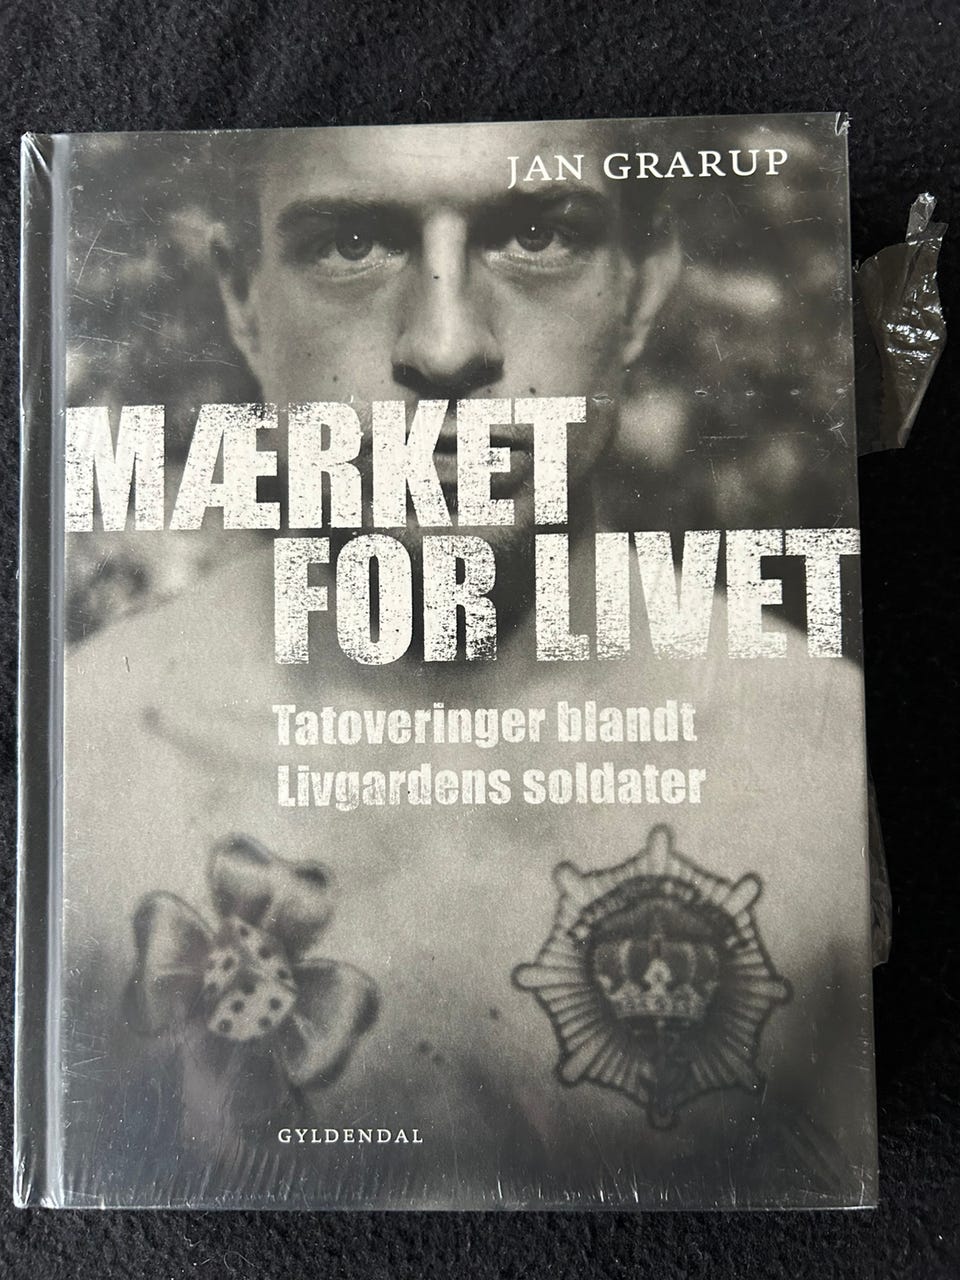 JAN GRARUP
MÆRKET
FOR LIVET
Tatoveringer blandt
Livgardens soldater
GYLDENDAL